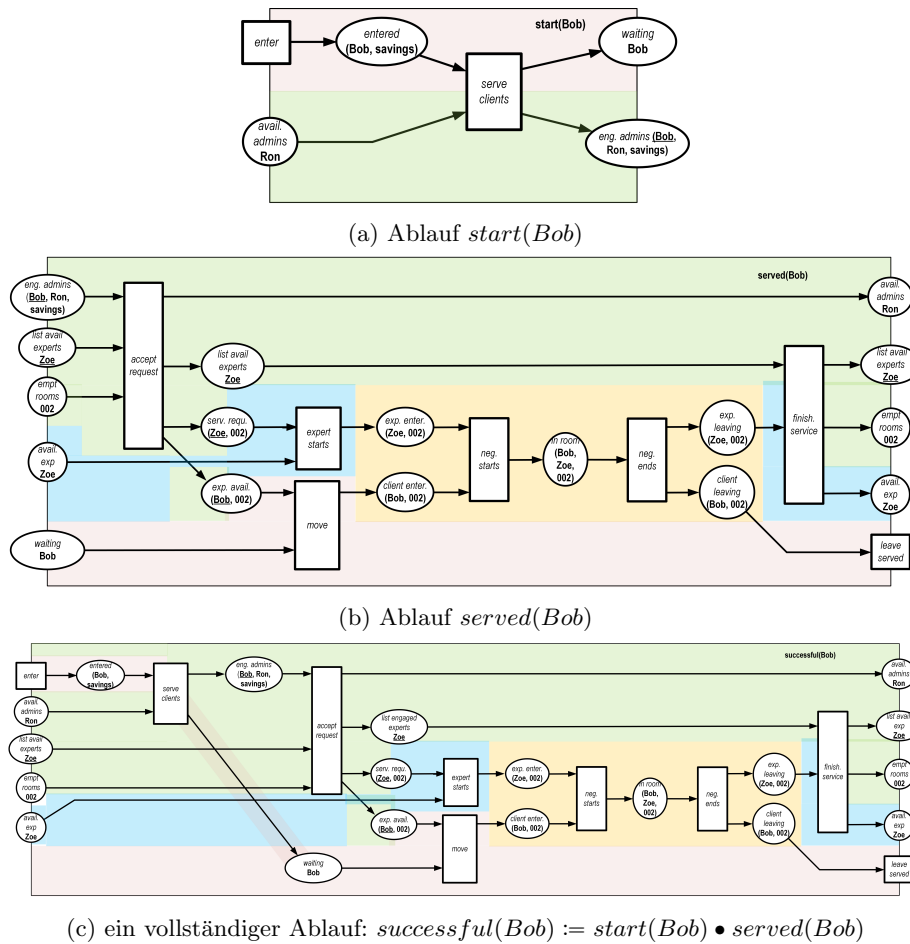 enter
entered
(Bob, savings)
start(Bob)
waiting
Bob
serve
clients
avail.
admins
Ron
eng. admins (Bob,
Ron, savings)
(a) Ablauf start(Bob)
served(Bob)
eng. admins
(Bob, Ron,
savings)
avail.
admins
Ron
list avail
experts
Zoe
accept
request
list avail
experts
Zoe
list avail
experts
Zoe
empt
rooms
002
serv. requ.
(Zoe, 002)
expert
starts
exp. enter.
(Zoe, 002)
neg.
starts
in room
(Bob,
Zoe,
002)
neg.
ends
exp.
leaving
(Zoe, 002)
finish.
service
empt
rooms
002
avail.
exp
Zoe
exp. avail.
(Bob, 002)
client enter.
(Bob, 002)
client
leaving
(Bob, 002)
avail.
exp
Zoe
move
waiting
Bob
leave
served
(b) Ablauf served(Bob)
successful(Bob)
enter
entered
(Bob,
savings)
serve
clients
eng. admins
(Bob, Ron,
savings)
avail.
admins
Ron
avail.
admins
Ron
accept
request
list engaged
experts
Zoe
finish.
service
list avail
exp
Zoe
list avail
experts
Zoe
empt
rooms
002
serv. requ.
(Zoe, 002)
expert
starts
exp. enter.
(Zoe, 002)
neg.
starts
in room
(Bob,
Zoe,
002)
neg.
ends
exp.
leaving
(Zoe, 002)
empt
rooms
002
avail.
exp
Zoe
exp. avail.
(Bob, 002)
move
client enter.
(Bob, 002)
client
leaving
(Bob, 002)
avail.
exp
Zoe
waiting
Bob
leave
served
(c) ein vollständiger Ablauf: successful(Bob) := start(Bob) • served(Bob)